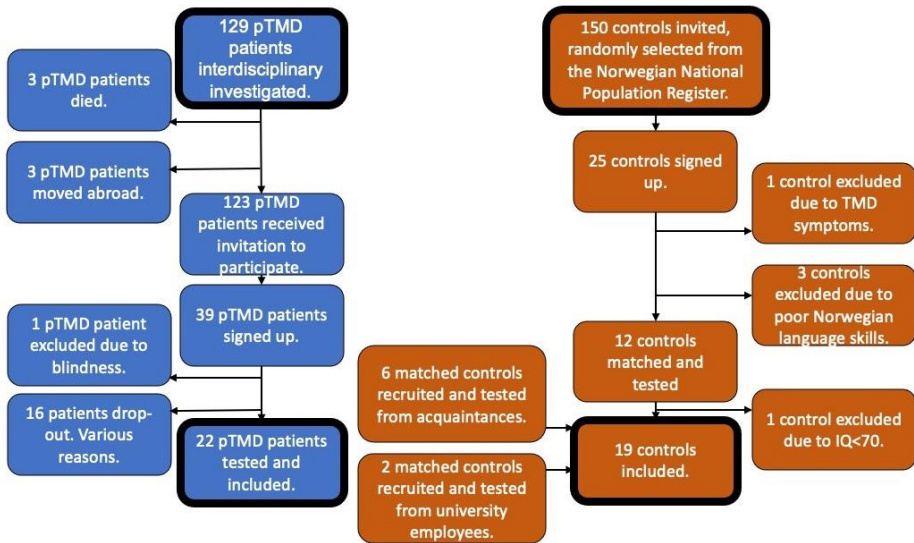 129 pTMD
patients
interdisciplinary
investigated.
3 pTMD patients
died.
3 pTMD patients
moved abroad.
123 pTMD
patients received
invitation to
participate.
39 pTMD patients
signed up.
1 pTMD patient
excluded due to
blindness.
16 patients drop-
out. Various
reasons.
22 pTMD patients
tested and
included.
150 controls invited,
randomly selected from
the Norwegian National
Population Register.
25 controls signed
up.
1 control excluded
due to TMD
symptoms.
3 controls
excluded due to
poor Norwegian
language skills.
12 controls
matched and
tested
6 matched controls
recruited and tested
from acquaintances.
1 control excluded
due to IQ<70.
19 controls
included.
2 matched controls
recruited and tested
from university
employees.